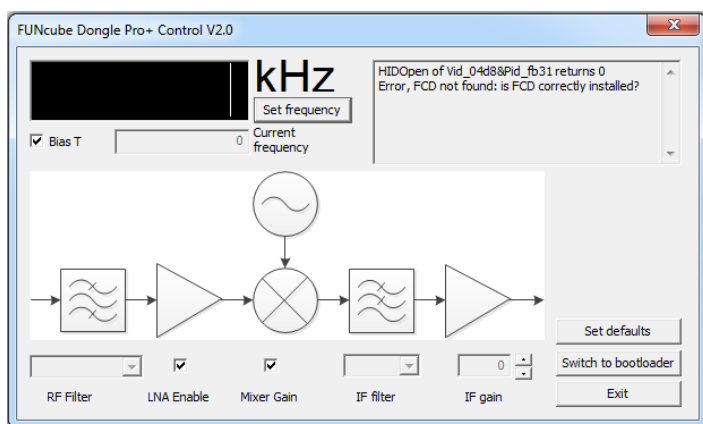 FUNcube Dongle Pro+ Control V2.0
kHz
Set frequency
HIDOpen of Vid_04d8&Pid_fb31 returns 0
Error, FCD not found: is FCD correctly installed?
Bias T
0
Current
frequency
Set defaults
0
Switch to bootloader
RF Filter
LNA Enable
Mixer Gain
IF filter
IF gain
Exit